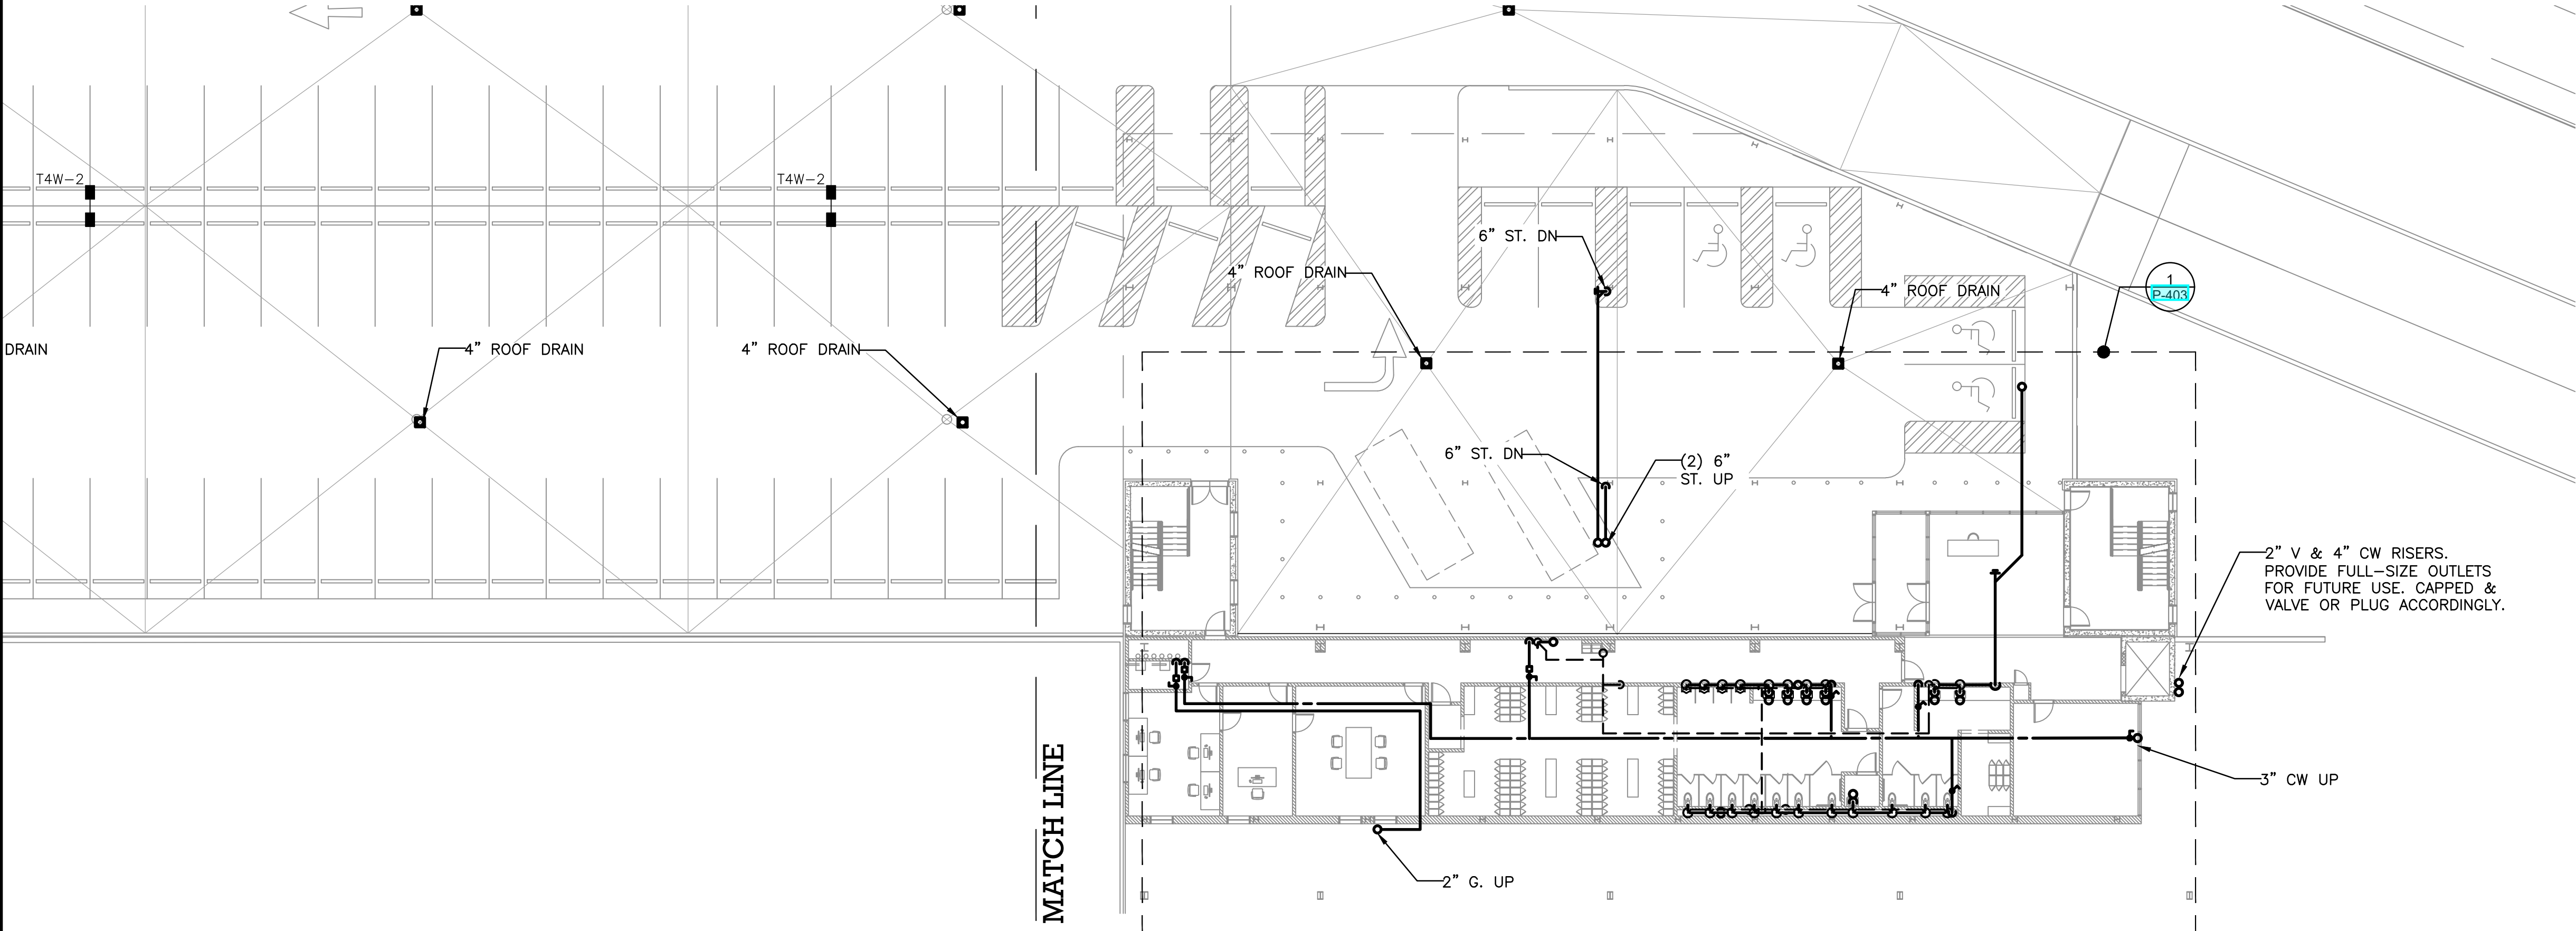 T4W-2
T4W-2
6" ST. DN
4" ROOF DRAIN
4" ROOF DRAIN
1
P-403
DRAIN
4" ROOF DRAIN
4" ROOF DRAIN
6" ST. DN
(2) 6"
ST. UP
2" V & 4" CW RISERS.
PROVIDE FULL-SIZE OUTLETS
FOR FUTURE USE. CAPPED &
VALVE OR PLUG ACCORDINGLY.
MATCH LINE
3" CW UP
2" G. UP